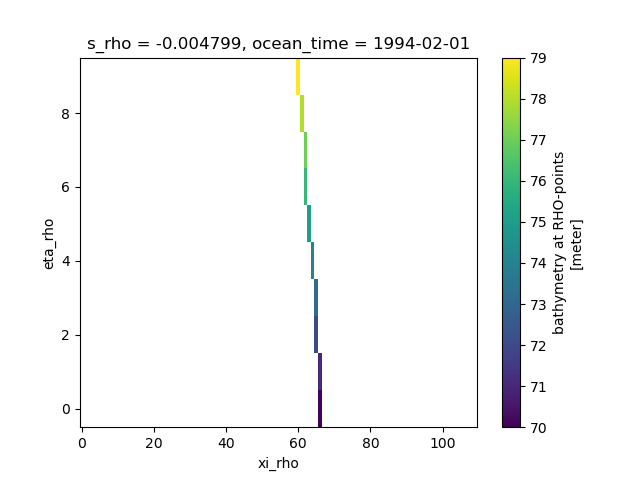 s_rho = -0.004799, ocean_time = 1994-02-01
eta_rho
8
6
4
2
0
0 20 40 60 80 100
xi_rho
79
78
77
76
75
74
73
72
71
70
bathymetry at RHO-points
[meter]